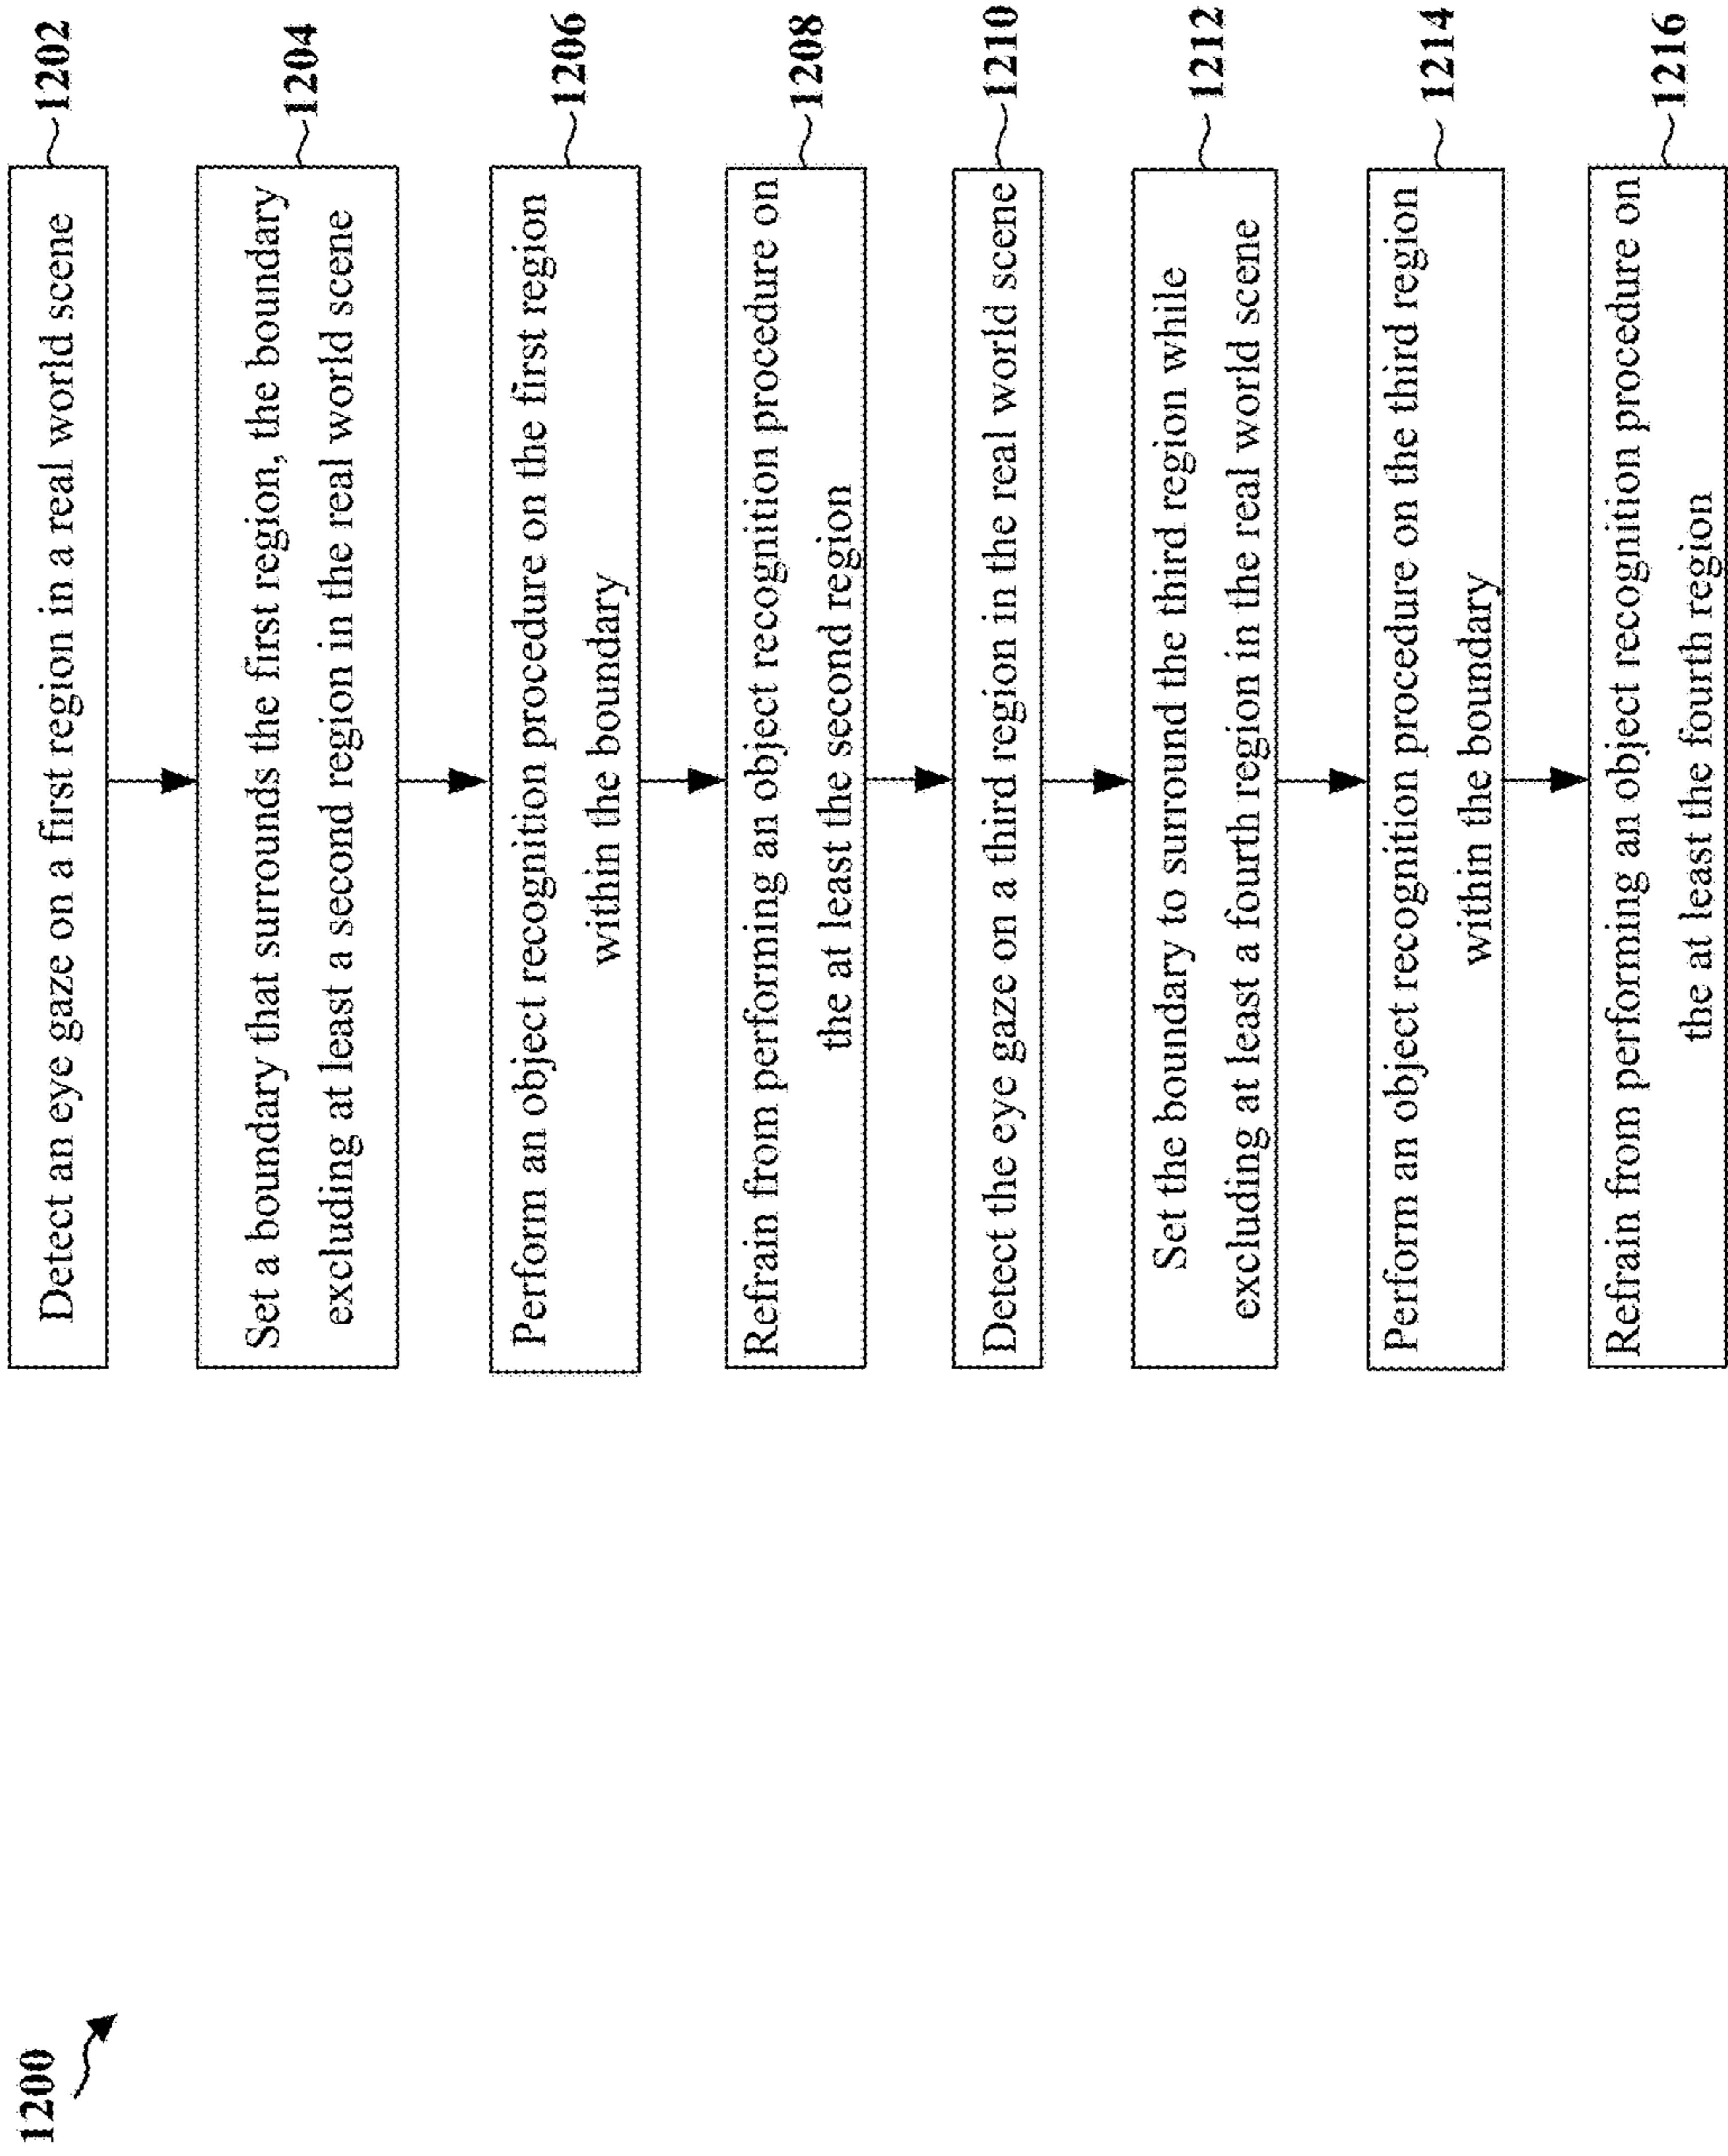 1200
Detect an eye gaze on a first region in a real world scene
1202
Set a boundary that surrounds the first region, the boundary
excluding at least a second region in the real world scene
1204
Perform an object recognition procedure on the first region
within the boundary
1206
Refrain from performing an object recognition procedure on
the at least the second region
1208
Detect the eye gaze on a third region in the real world scene
1210
Set the boundary to surround the third region while
excluding at least a fourth region in the real world scene
1212
Perform an object recognition procedure on the third region
within the boundary
1214
Refrain from performing an object recognition procedure on
the at least the fourth region
1216